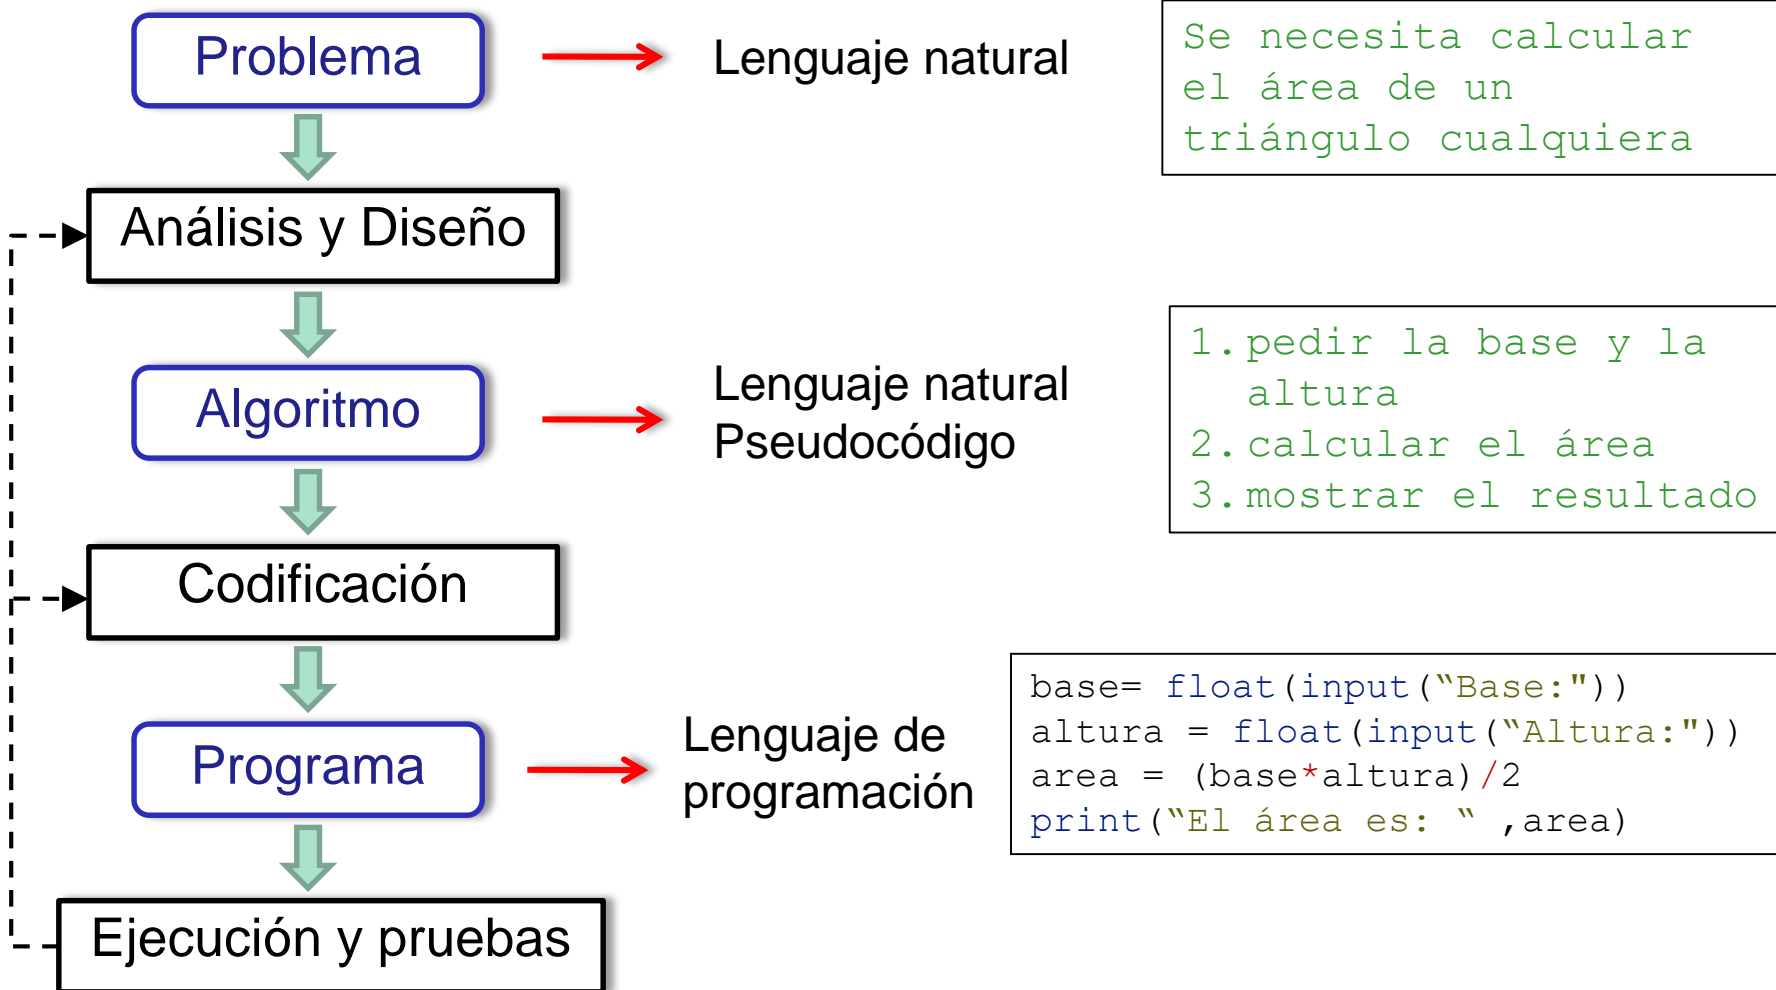 Problema
Lenguaje natural
Se necesita calcular
el área de un
triángulo cualquiera
Análisis y Diseño
Algoritmo
Lenguaje natural
Pseudocódigo
1. pedir la base y la
altura
2. calcular el área
3. mostrar el resultado
Codificación
Programa
Lenguaje de
programación
base= float(input(“Base:"))
altura = float(input(“Altura:"))
area = (base*altura)/2
print(“El área es: “ ,area)
Ejecución y pruebas